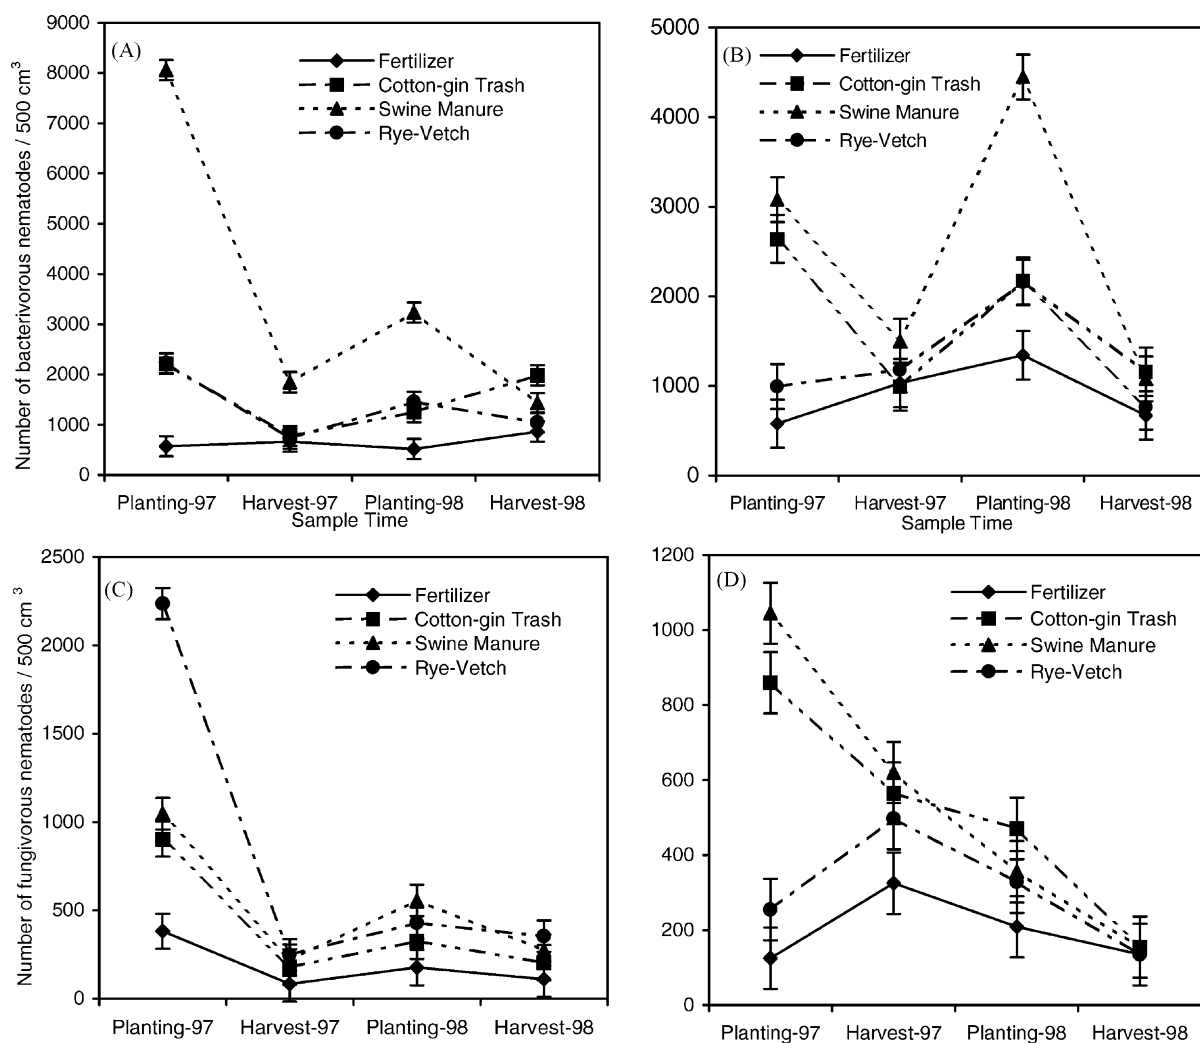 (A)
Number of bacterivorous nematodes / 500 cm³
9000
8000
7000
6000
5000
4000
3000
2000
1000
0
Fertilizer
Cotton-gin Trash
Swine Manure
Rye-Vetch
Planting-97 Harvest-97 Planting-98 Harvest-98
Sample Time
(B)
5000
4000
3000
2000
1000
0
Fertilizer
Cotton-gin Trash
Swine Manure
Rye-Vetch
Planting-97 Harvest-97 Planting-98 Harvest-98
Sample Time
(C)
Number of fungivorous nematodes / 500 cm³
2500
2000
1500
1000
500
0
Fertilizer
Cotton-gin Trash
Swine Manure
Rye-Vetch
Planting-97 Harvest-97 Planting-98 Harvest-98
(D)
1200
1000
800
600
400
200
0
Fertilizer
Cotton-gin Trash
Swine Manure
Rye-Vetch
Planting-97 Harvest-97 Planting-98 Harvest-98